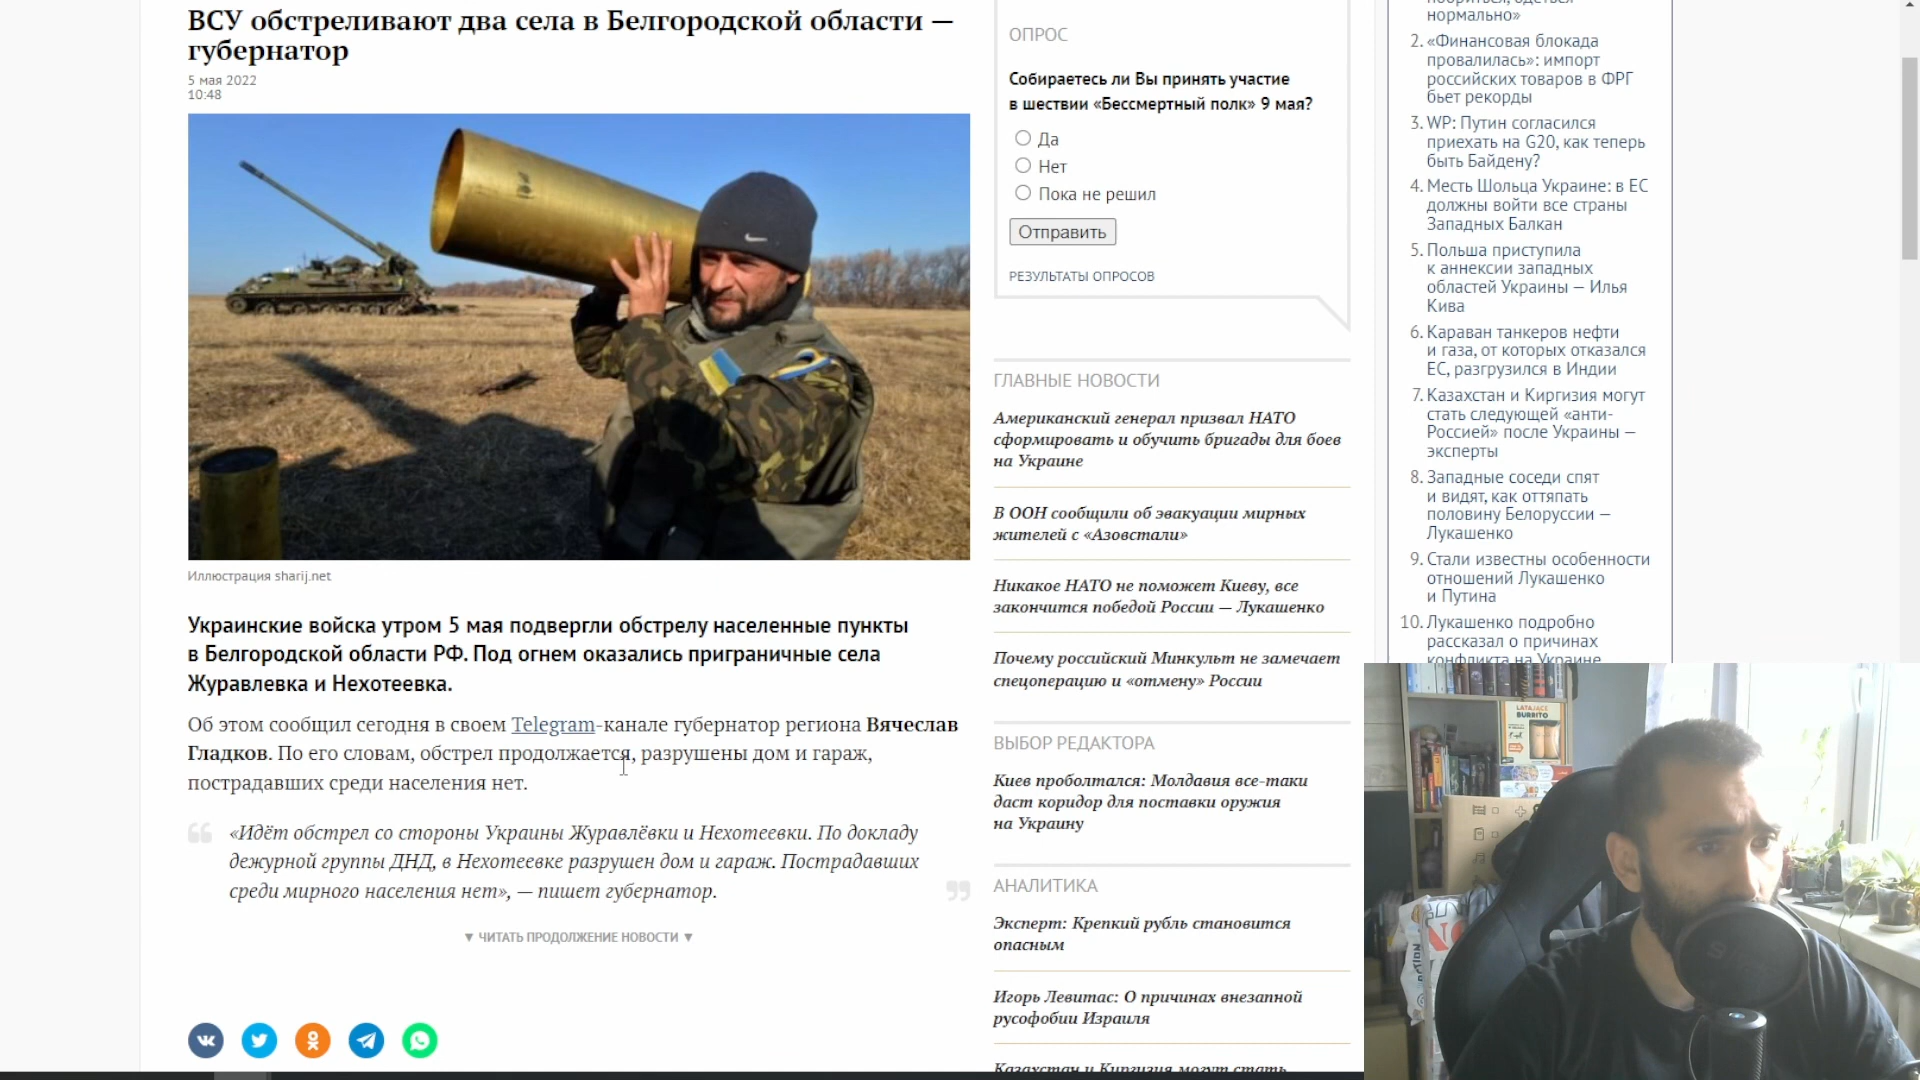 ВСУ обстреливают два села в Белгородской области —
губернатор
5 мая 2022
10:48
Иллюстрация sharij.net
Украинские войска утром 5 мая подвергли обстрелу населенные пункты
в Белгородской области РФ. Под огнем оказались приграничные села
Журавлевка и Нехотеевка.
Об этом сообщил сегодня в своем Telegram-канале губернатор региона Вячеслав
Гладков. По его словам, обстрел продолжается, разрушены дом и гараж,
пострадавших среди населения нет.
«Идёт обстрел со стороны Украины Журавлёвки и Нехотеевки. По докладу
дежурной группы ДНД, в Нехотеевке разрушен дом и гараж. Пострадавших
среди мирного населения нет», — пишет губернатор.
▼ ЧИТАТЬ ПРОДОЛЖЕНИЕ НОВОСТИ ▼
ОПРОС
Собираетесь ли Вы принять участие
в шествии «Бессмертный полк» 9 мая?
Да
Нет
Пока не решил
Отправить
РЕЗУЛЬТАТЫ ОПРОСОВ
ГЛАВНЫЕ НОВОСТИ
Американский генерал призвал НАТО
сформировать и обучить бригады для боев
на Украине
В ООН сообщили об эвакуации мирных
жителей с «Азовстали»
Никакое НАТО не поможет Киеву, все
закончится победой России — Лукашенко
Почему российский Минкульт не замечает
спецоперацию и «отмену» России
ВЫБОР РЕДАКТОРА
Киев проболтался: Молдавия все-таки
даст коридор для поставки оружия
на Украину
АНАЛИТИКА
Эксперт: Крепкий рубль становится
опасным
Игорь Левитас: О причинах внезапной
русофобии Израиля
Казахстан и Киргизия могут стать
нормально»
2. «Финансовая блокада
провалилась»: импорт
российских товаров в ФРГ
бьет рекорды
3. WP: Путин согласился
приехать на G20, как теперь
быть Байдену?
4. Месть Шольца Украине: в ЕС
должны войти все страны
Западных Балкан
5. Польша приступила
к аннексии западных
областей Украины — Илья
Кива
6. Караван танкеров нефти
и газа, от которых отказался
ЕС, разгрузился в Индии
7. Казахстан и Киргизия могут
стать следующей «анти-
Россией» после Украины —
эксперты
8. Западные соседи спят
и видят, как оттяпать
половину Белоруссии —
Лукашенко
9. Стали известны особенности
отношений Лукашенко
и Путина
10. Лукашенко подробно
рассказал о причинах
конфликта на Украине
LATAJĄCE
BURRITO